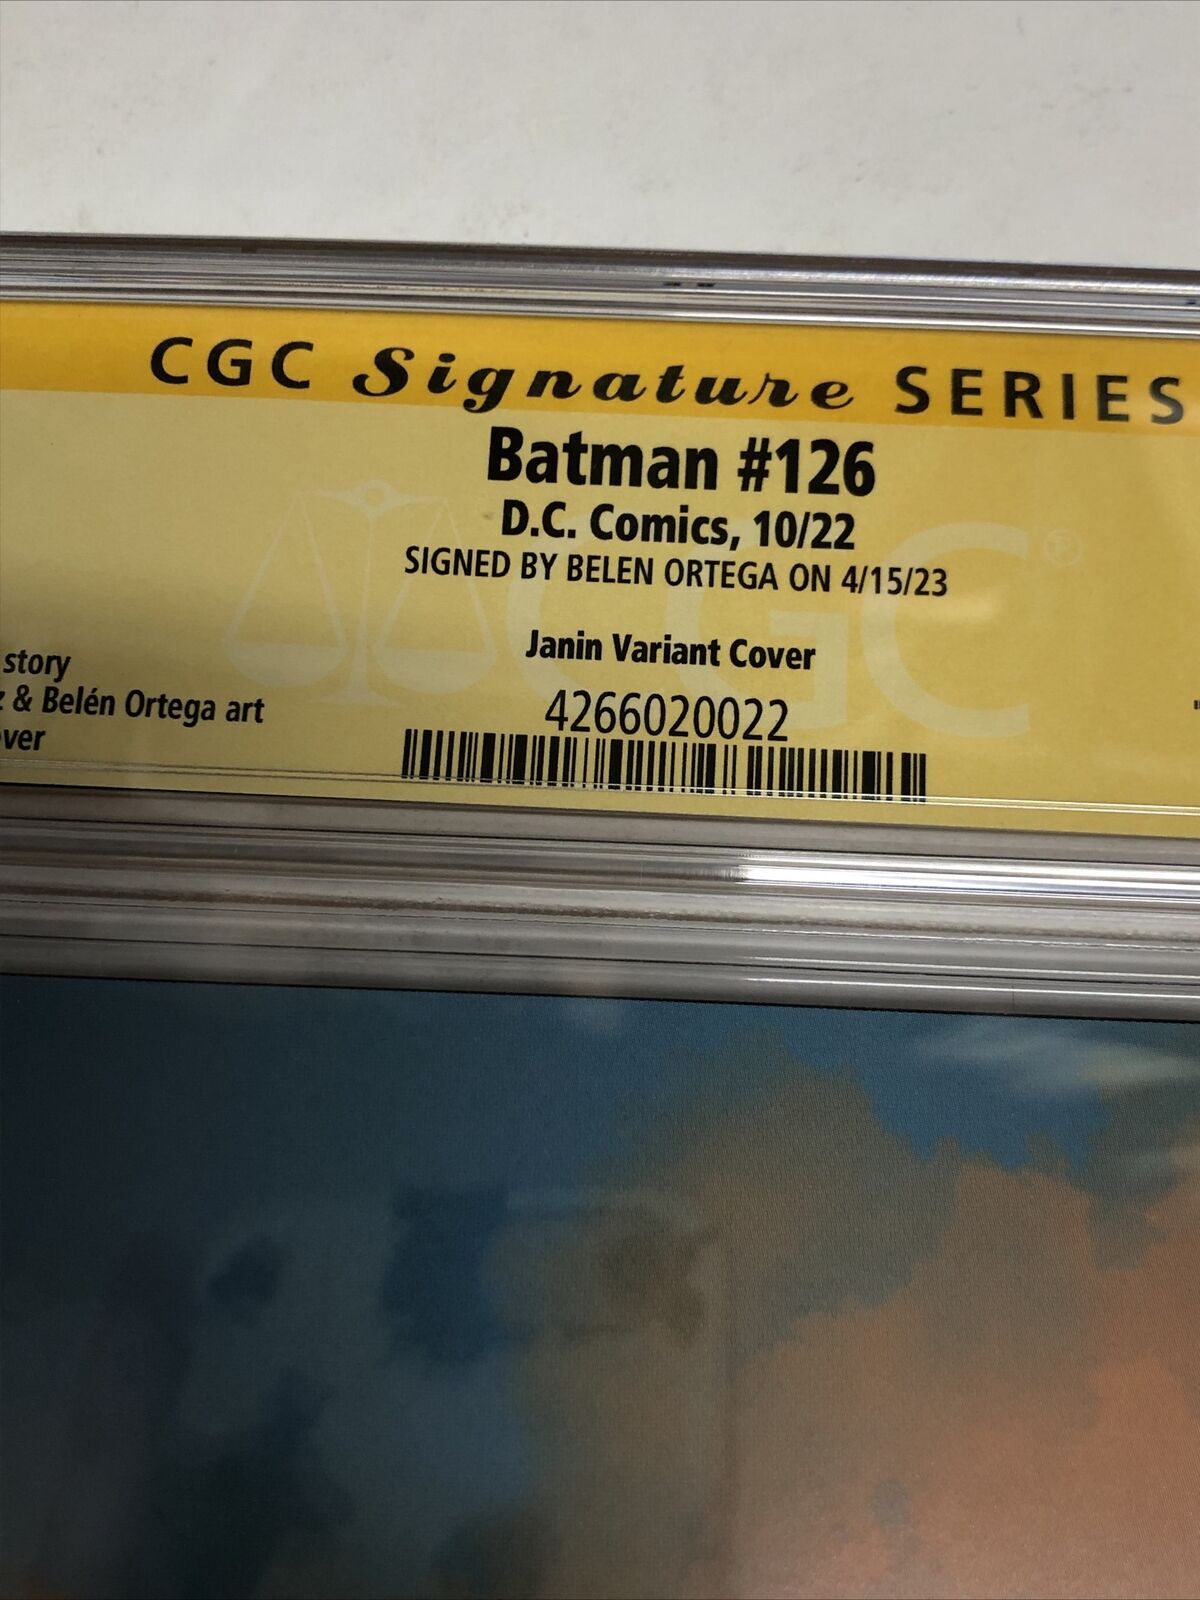 CGC Signature SERIES
Batman #126
D.C. Comics, 10/22
SIGNED BY BELEN ORTEGA ON 4/15/23
Janin Variant Cover
4266020022
story
& Belén Ortega art
CGC®